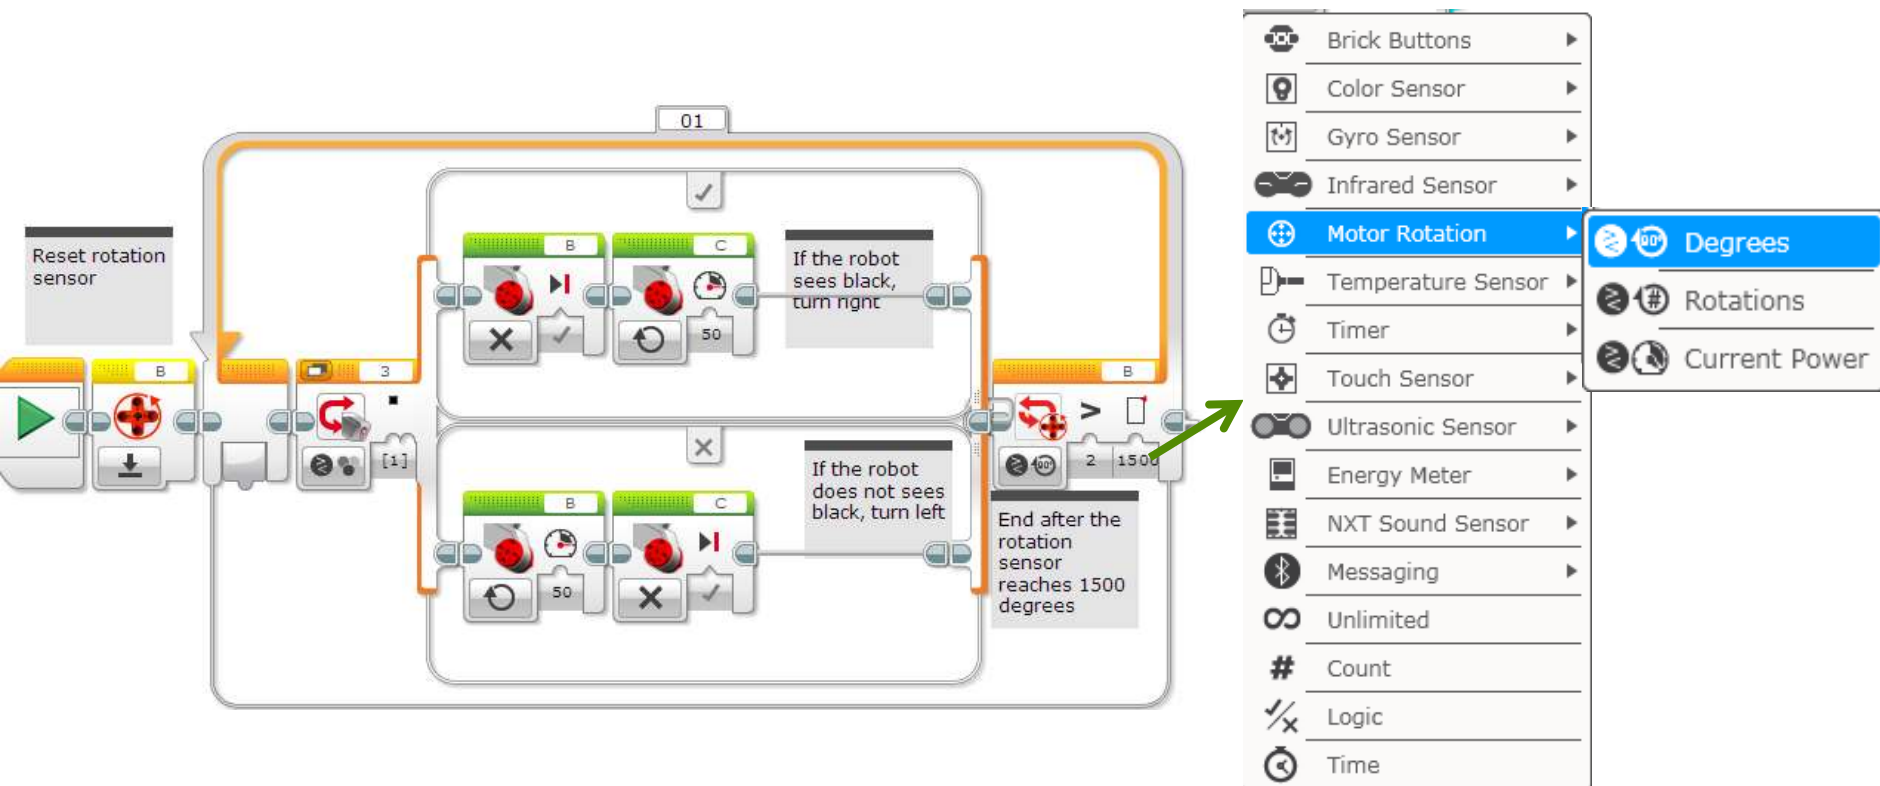 01
Reset rotation
sensor
B
3
[1]
B
C
50
If the robot
sees black,
turn right
B
C
50
If the robot
does not sees
black, turn left
B
2
1500
End after the
rotation
sensor
reaches 1500
degrees
Brick Buttons
Color Sensor
Gyro Sensor
Infrared Sensor
Motor Rotation
Temperature Sensor
Timer
Touch Sensor
Ultrasonic Sensor
Energy Meter
NXT Sound Sensor
Messaging
Unlimited
# Count
Logic
Time
Degrees
# Rotations
Current Power